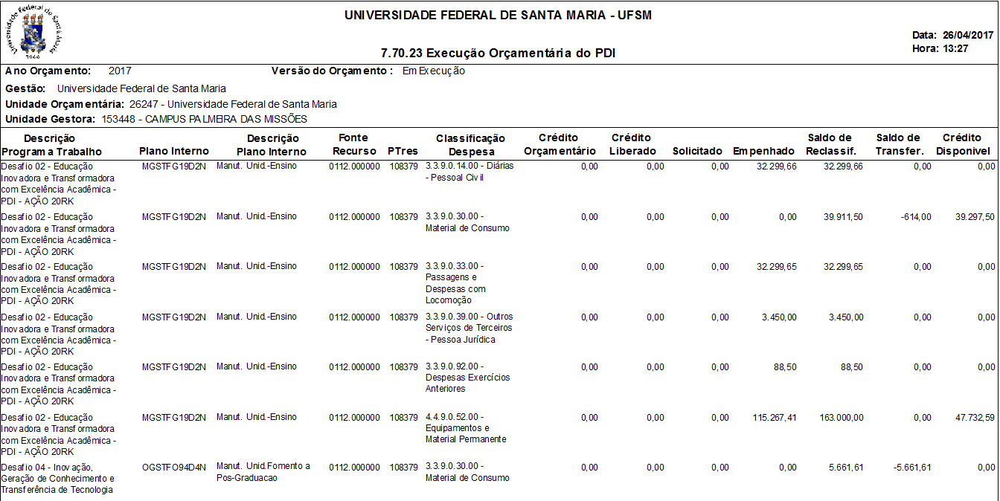 Universidade Federal de Santa Maria
1960
UNIVERSIDADE FEDERAL DE SANTA MARIA - UFSM
Data: 26/04/2017
Hora: 13:27
7.70.23 Execução Orçamentária do PDI
Ano Orçamento: 2017 Versão do Orçamento : Em Execução
Gestão: Universidade Federal de Santa Maria
Unidade Orçamentária: 26247 - Universidade Federal de Santa Maria
Unidade Gestora: 153448 - CAMPUS PALMEIRA DAS MISSÕES
Descrição Descrição Fonte Classificação Crédito Crédito Saldo de Saldo de Crédito
Programa Trabalho Plano Interno Plano Interno Recurso PTres Despesa Orçamentário Liberado Solicitado Empenhado Reclassif. Transfer. Disponivel
Desafio 02 - Educação MGSTFG19D2N Manut. Unid.-Ensino 0112.000000 108379 3.3.9.0.14.00 - Diárias 0,00 0,00 0,00 32.299,66 32.299,66 0,00 0,00
Inovadora e Transformadora - Pessoal Civil
com Excelência Acadêmica -
PDI - AÇÃO 20RK
Desafio 02 - Educação MGSTFG19D2N Manut. Unid.-Ensino 0112.000000 108379 3.3.9.0.30.00 - 0,00 0,00 0,00 0,00 39.911,50 -614,00 39.297,50
Inovadora e Transformadora Material de Consumo
com Excelência Acadêmica -
PDI - AÇÃO 20RK
Desafio 02 - Educação MGSTFG19D2N Manut. Unid.-Ensino 0112.000000 108379 3.3.9.0.33.00 - 0,00 0,00 0,00 32.299,65 32.299,65 0,00 0,00
Inovadora e Transformadora Passagens e
com Excelência Acadêmica - Despesas com
PDI - AÇÃO 20RK Locomoção
Desafio 02 - Educação MGSTFG19D2N Manut. Unid.-Ensino 0112.000000 108379 3.3.9.0.39.00 - Outros 0,00 0,00 0,00 3.450,00 3.450,00 0,00 0,00
Inovadora e Transformadora Serviços de Terceiros
com Excelência Acadêmica - - Pessoa Jurídica
PDI - AÇÃO 20RK
Desafio 02 - Educação MGSTFG19D2N Manut. Unid.-Ensino 0112.000000 108379 3.3.9.0.92.00 - 0,00 0,00 0,00 88,50 88,50 0,00 0,00
Inovadora e Transformadora Despesas Exercícios
com Excelência Acadêmica - Anteriores
PDI - AÇÃO 20RK
Desafio 02 - Educação MGSTFG19D2N Manut. Unid.-Ensino 0112.000000 108379 4.4.9.0.52.00 - 0,00 0,00 0,00 115.267,41 163.000,00 0,00 47.732,59
Inovadora e Transformadora Equipamentos e
com Excelência Acadêmica - Material Permanente
PDI - AÇÃO 20RK
Desafio 04 - Inovação, OGSTFO94D4N Manut. Unid.Fomento a 0112.000000 108379 3.3.9.0.30.00 - 0,00 0,00 0,00 0,00 5.661,61 -5.661,61 0,00
Geração de Conhecimento e Pos-Graduacao Material de Consumo
Transferência de Tecnologia